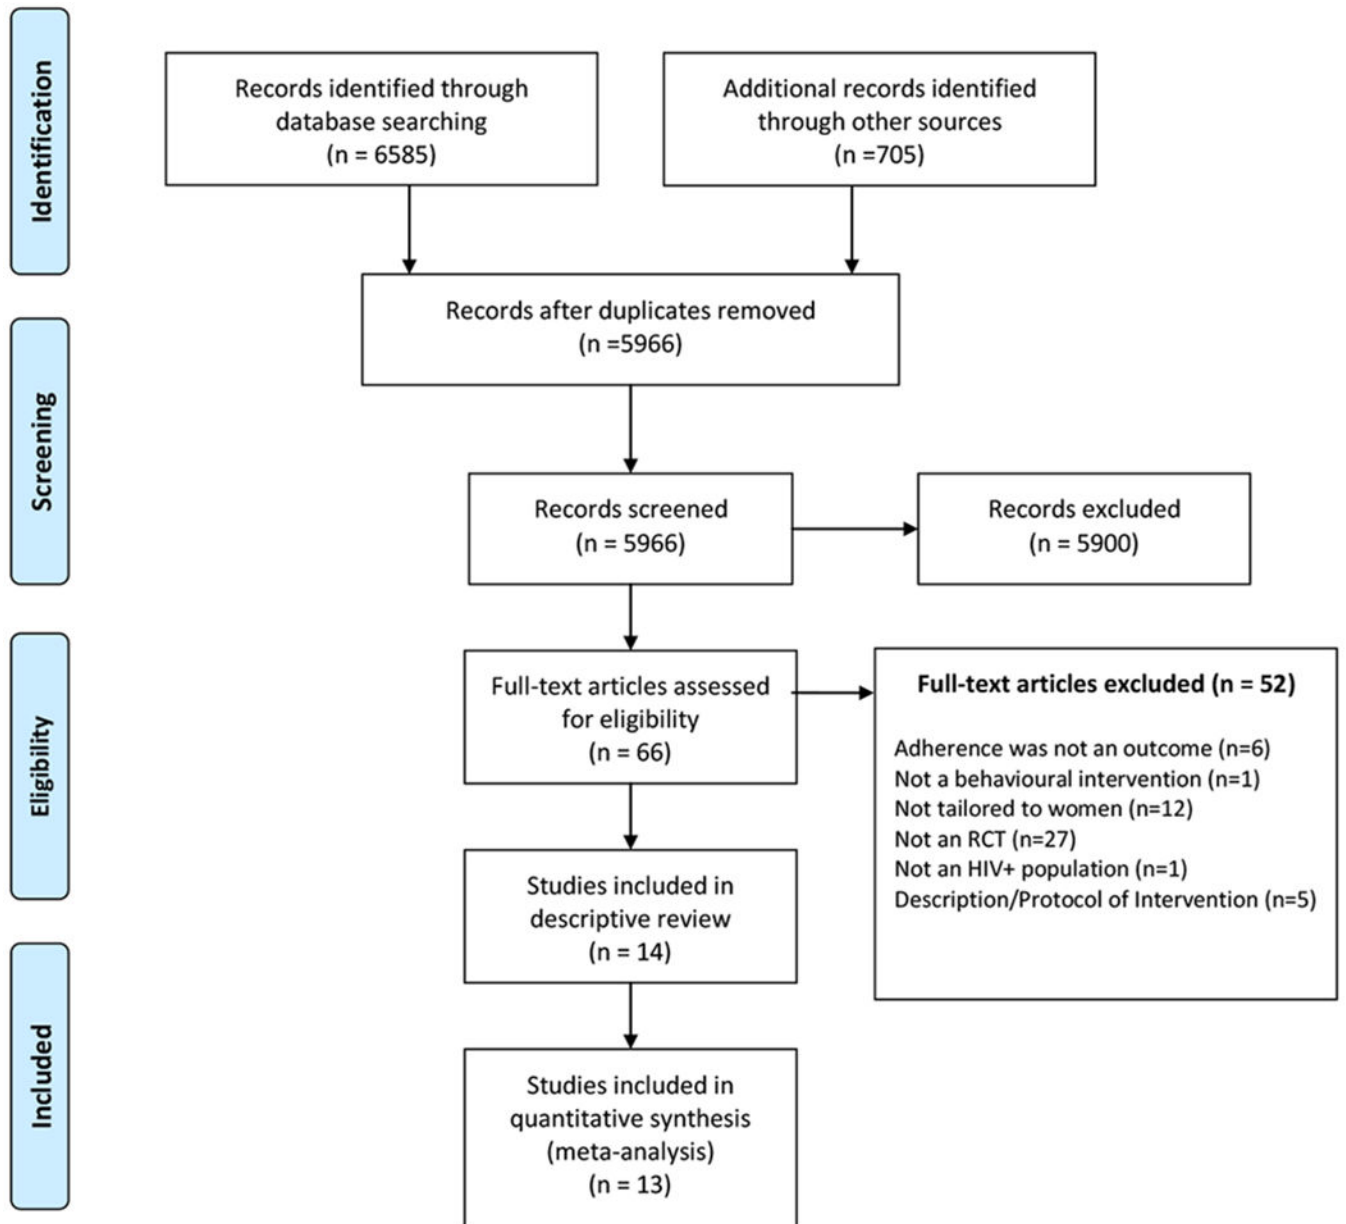 Identification
Records identified through
database searching
(n = 6585)
Additional records identified
through other sources
(n =705)
Records after duplicates removed
(n =5966)
Screening
Records screened
(n = 5966)
Records excluded
(n = 5900)
Eligibility
Full-text articles assessed
for eligibility
(n = 66)
Full-text articles excluded (n = 52)
Adherence was not an outcome (n=6)
Not a behavioural intervention (n=1)
Not tailored to women (n=12)
Not an RCT (n=27)
Not an HIV+ population (n=1)
Description/Protocol of Intervention (n=5)
Studies included in
descriptive review
(n = 14)
Included
Studies included in
quantitative synthesis
(meta-analysis)
(n = 13)